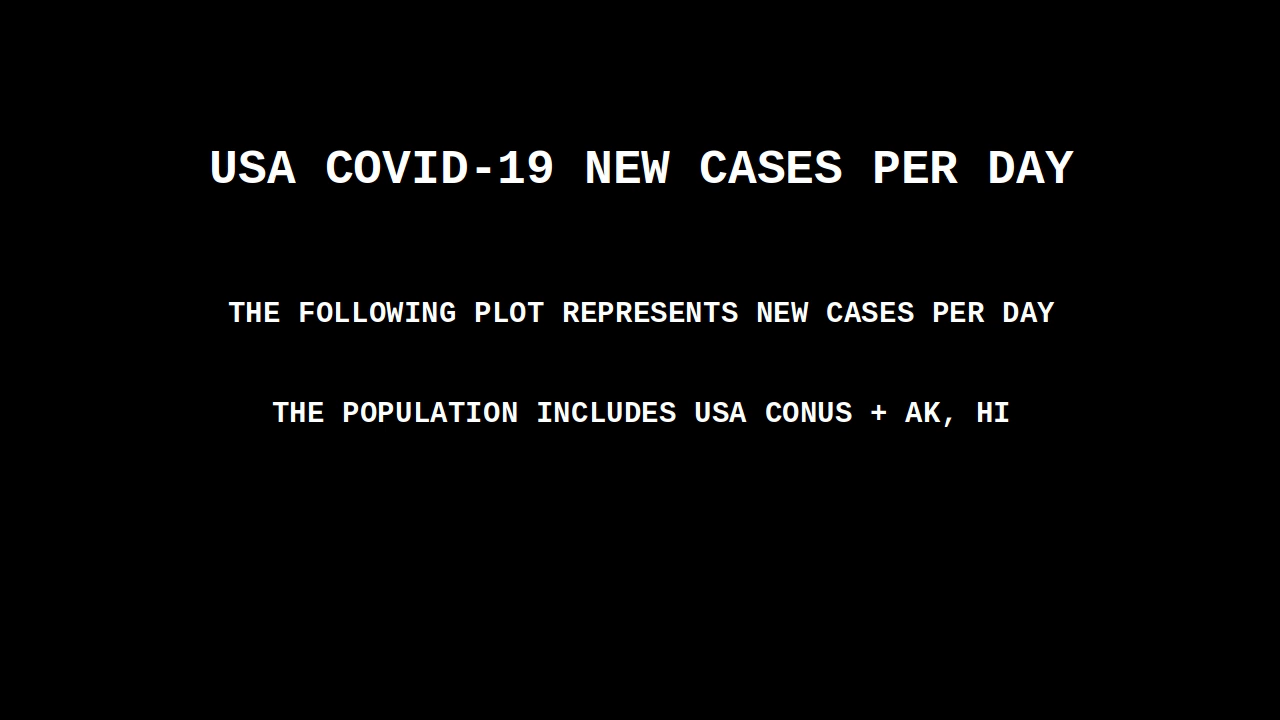 USA COVID-19 NEW CASES PER DAY
THE FOLLOWING PLOT REPRESENTS NEW CASES PER DAY
THE POPULATION INCLUDES USA CONUS + AK, HI